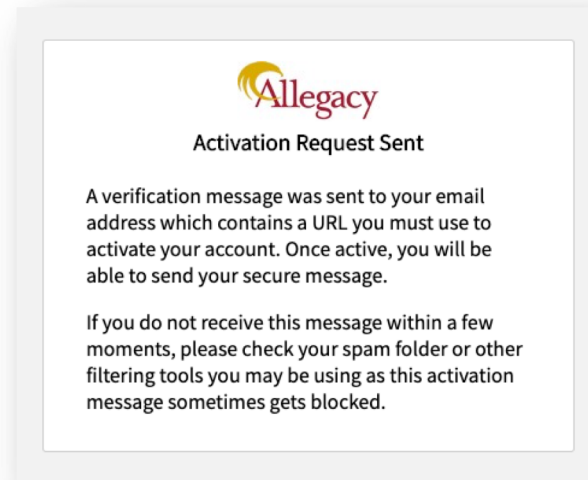 Allegacy
Activation Request Sent
A verification message was sent to your email
address which contains a URL you must use to
activate your account. Once active, you will be
able to send your secure message.
If you do not receive this message within a few
moments, please check your spam folder or other
filtering tools you may be using as this activation
message sometimes gets blocked.